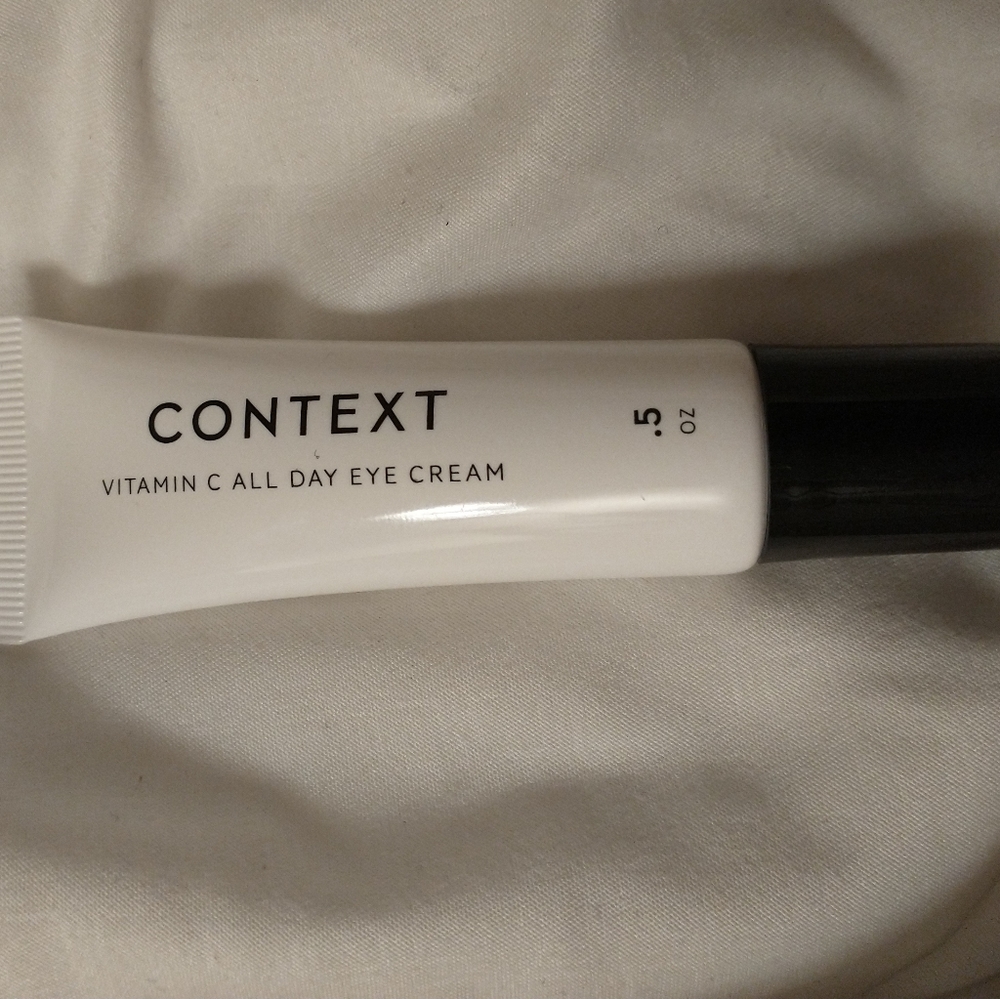 CONTEXT
VITAMIN C ALL DAY EYE CREAM
.5
OZ